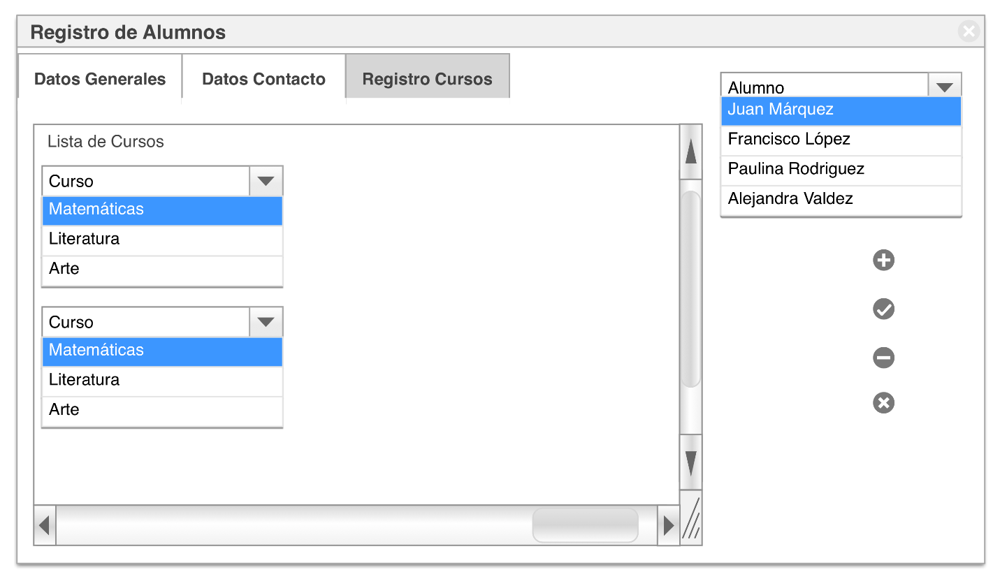 Registro de Alumnos
Datos Generales
Datos Contacto
Registro Cursos
Lista de Cursos
Curso
Matemáticas
Literatura
Arte
Curso
Matemáticas
Literatura
Arte
Alumno
Juan Márquez
Francisco López
Paulina Rodriguez
Alejandra Valdez